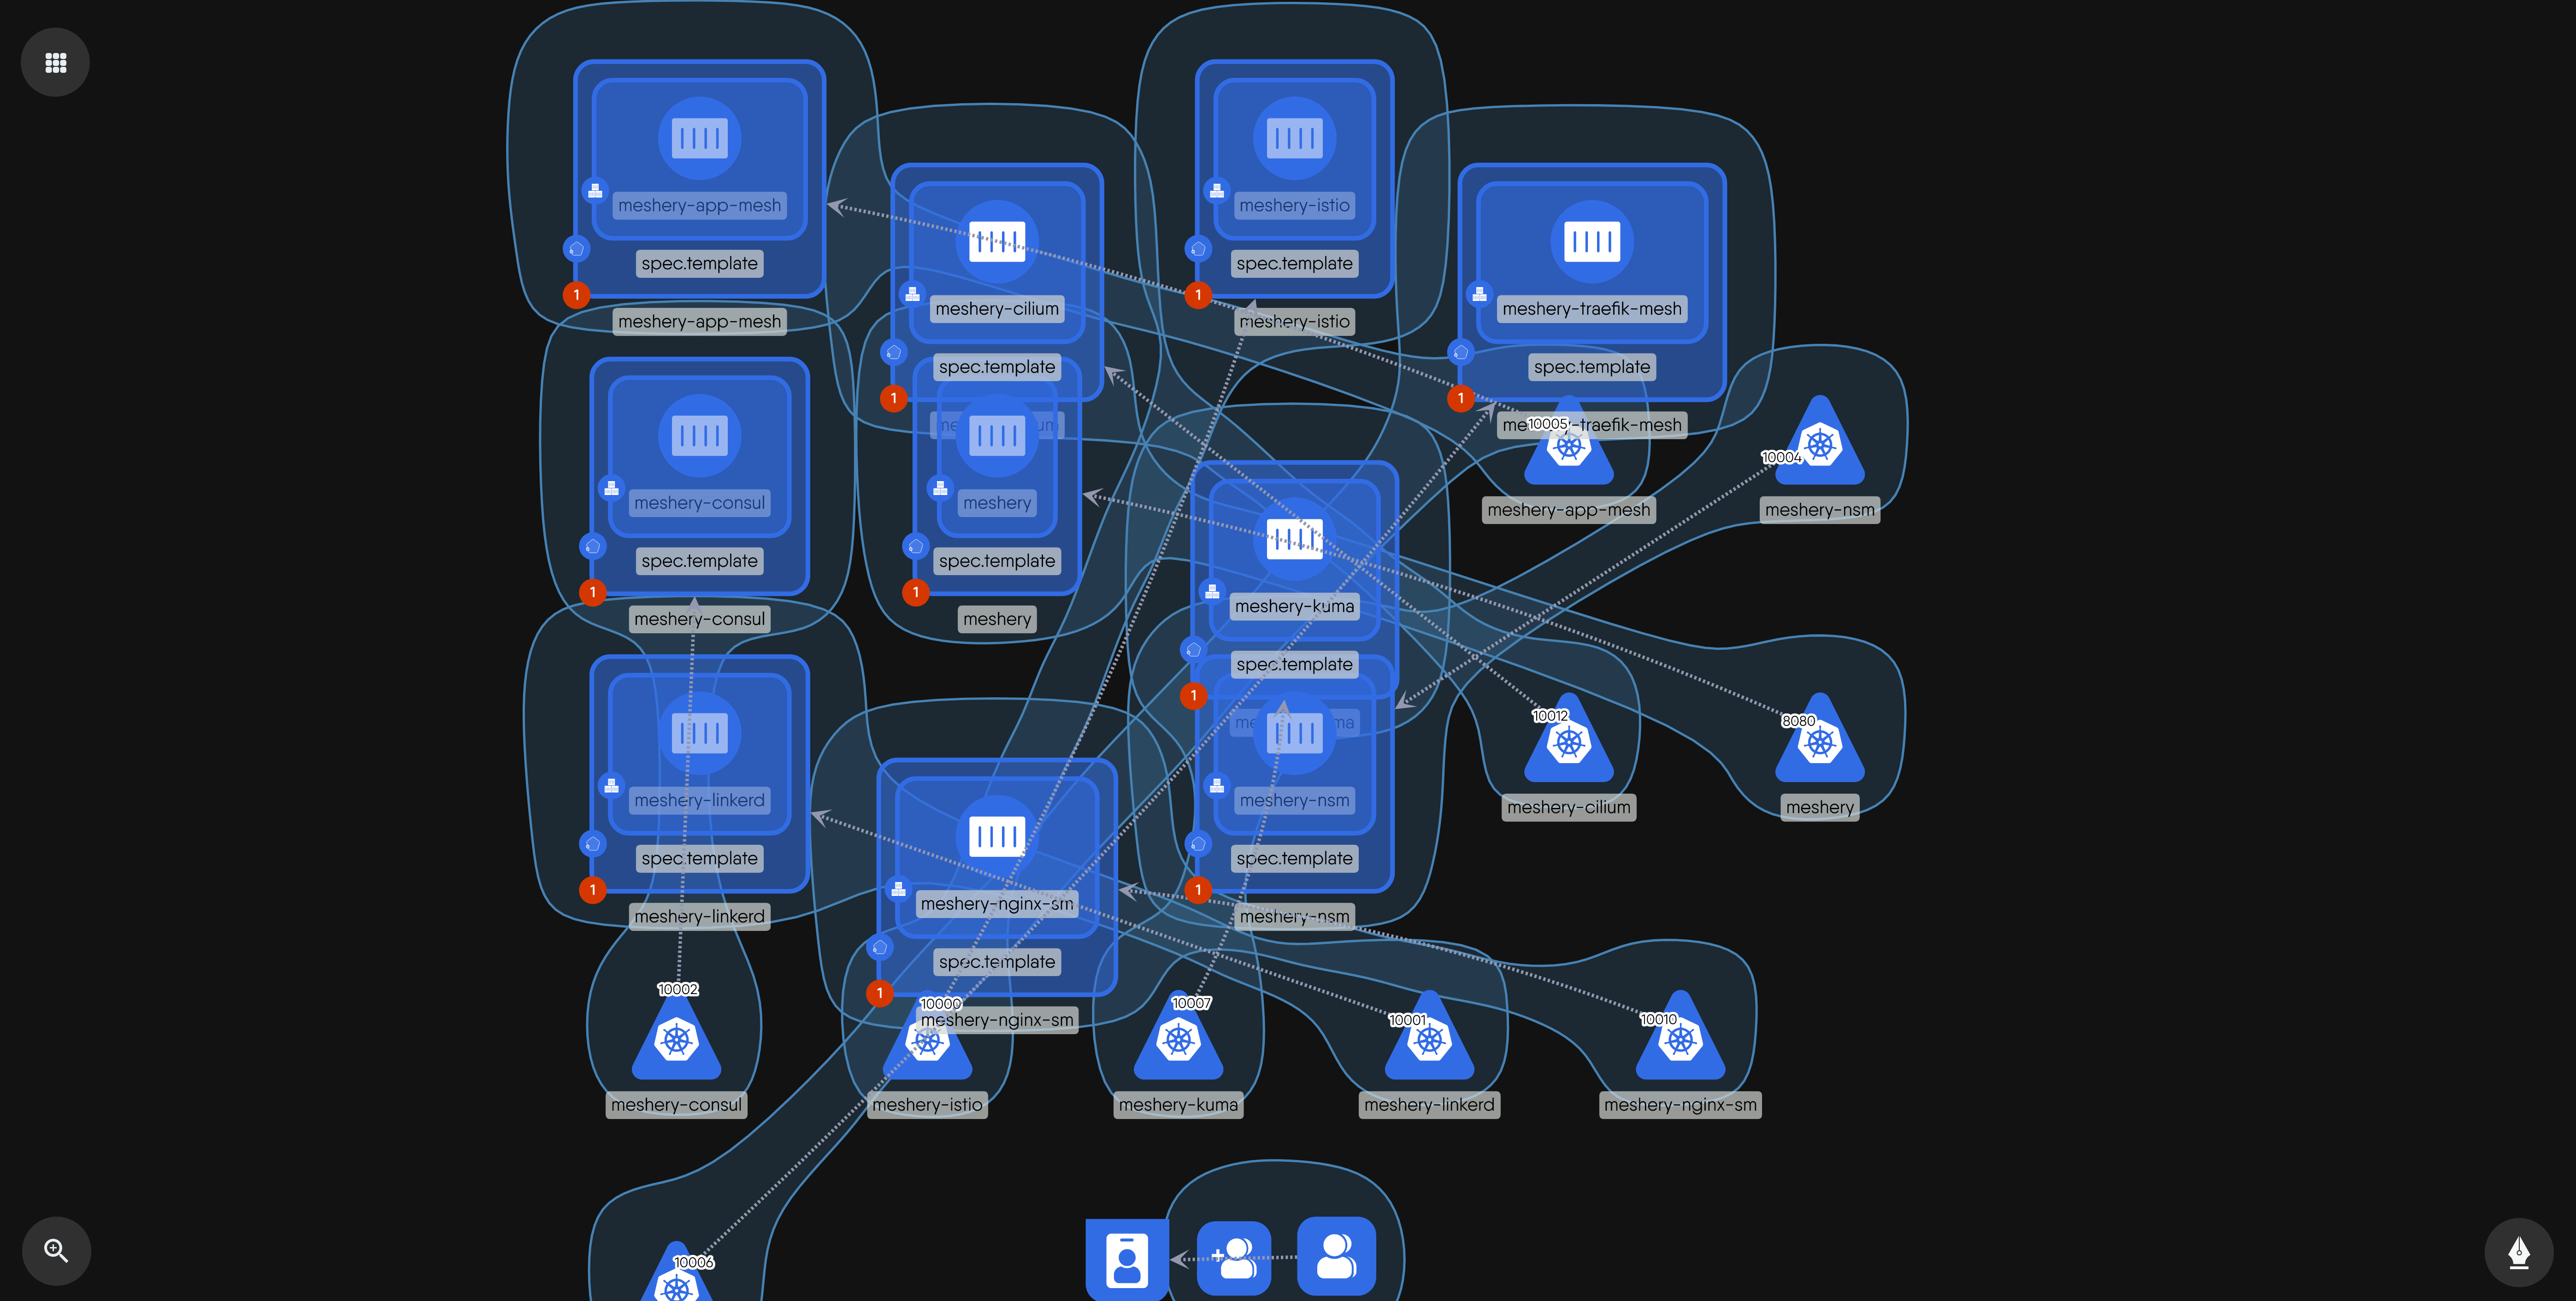 meshery-app-mesh
spec.template
1
meshery-app-mesh
meshery-istio
spec.template
1
meshery-istio
meshery-cilium
spec.template
1
meshery-traefik-mesh
spec.template
1
10005
meshery-app-mesh
10004
meshery-nsm
meshery-consul
spec.template
1
meshery-consul
meshery
spec.template
1
meshery
meshery-kuma
spec.template
1
10012
meshery-cilium
8080
meshery
meshery-linkerd
spec.template
1
meshery-linkerd
meshery-nginx-sm
spec.template
1
meshery-nginx-sm
meshery-nsm
spec.template
1
meshery-nsm
10002
meshery-consul
10000
meshery-istio
10007
meshery-kuma
10001
meshery-linkerd
10010
meshery-nginx-sm
10006